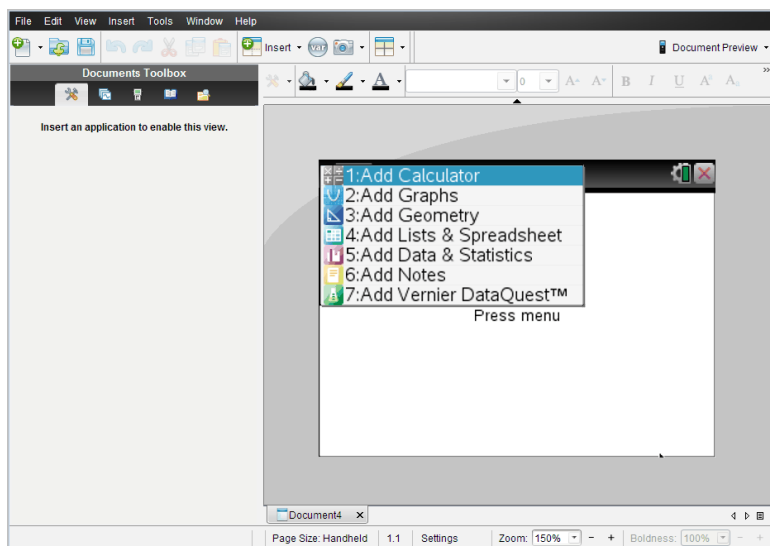 File Edit View Insert Tools Window Help
Insert Document Preview
Documents Toolbox
0 A+ A- B I U Aᵃ Aₐ
Insert an application to enable this view.
1:Add Calculator
2:Add Graphs
3:Add Geometry
4:Add Lists & Spreadsheet
5:Add Data & Statistics
6:Add Notes
7:Add Vernier DataQuest™
Press menu
Document4
Page Size: Handheld 1.1 Settings Zoom: 150% - + Boldness: 100% - +